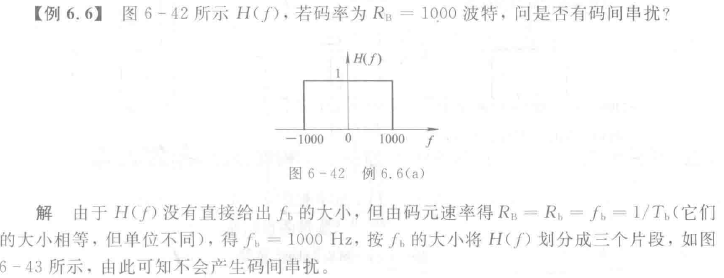 【例 6.6】 图 6-42 所示 H(f)，若码率为 R_B = 1000 波特，问是否有码间串扰？
H(f)
1
-1000 0 1000 f
图 6-42 例 6.6(a)
解 由于 H(f) 没有直接给出 f_b 的大小，但由码元速率得 R_B = R_b = f_b = 1/T_b(它们
的大小相等，但单位不同)，得 f_b = 1000 Hz，按 f_b 的大小将 H(f) 划分成三个片段，如图
6-43 所示，由此可知不会产生码间串扰。